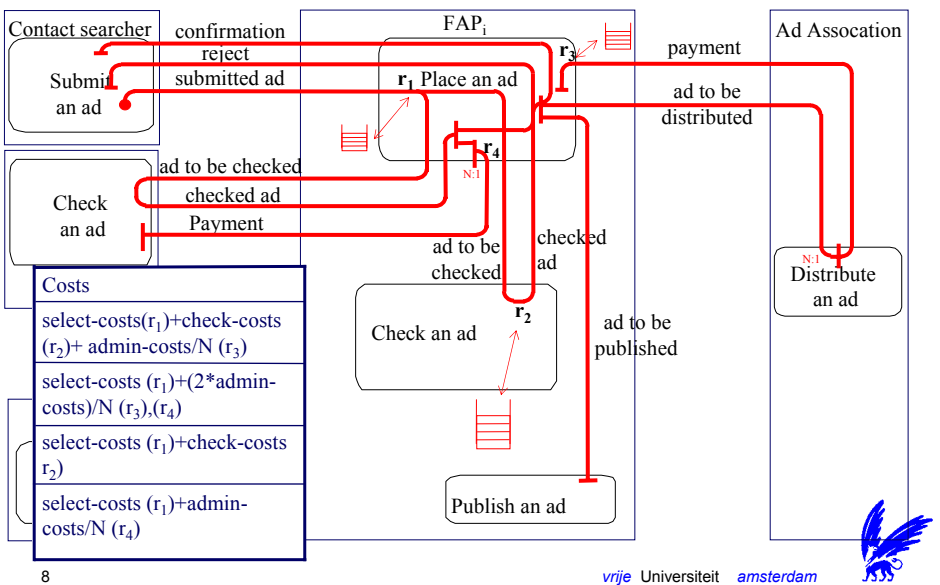 Contact searcher
FAPi
Ad Assocation
confirmation
reject
submitted ad
Submit
an ad
r1 Place an ad
r3
payment
ad to be
distributed
r4
N:1
ad to be checked
checked ad
Payment
Check
an ad
ad to be
checked
checked
ad
r2
Check an ad
ad to be
published
N:1
Distribute
an ad
Publish an ad
Costs
select-costs(r1)+check-costs
(r2)+ admin-costs/N (r3)
select-costs (r1)+(2*admin-
costs)/N (r3),(r4)
select-costs (r1)+check-costs
r2)
select-costs (r1)+admin-
costs/N (r4)
8
vrije Universiteit amsterdam